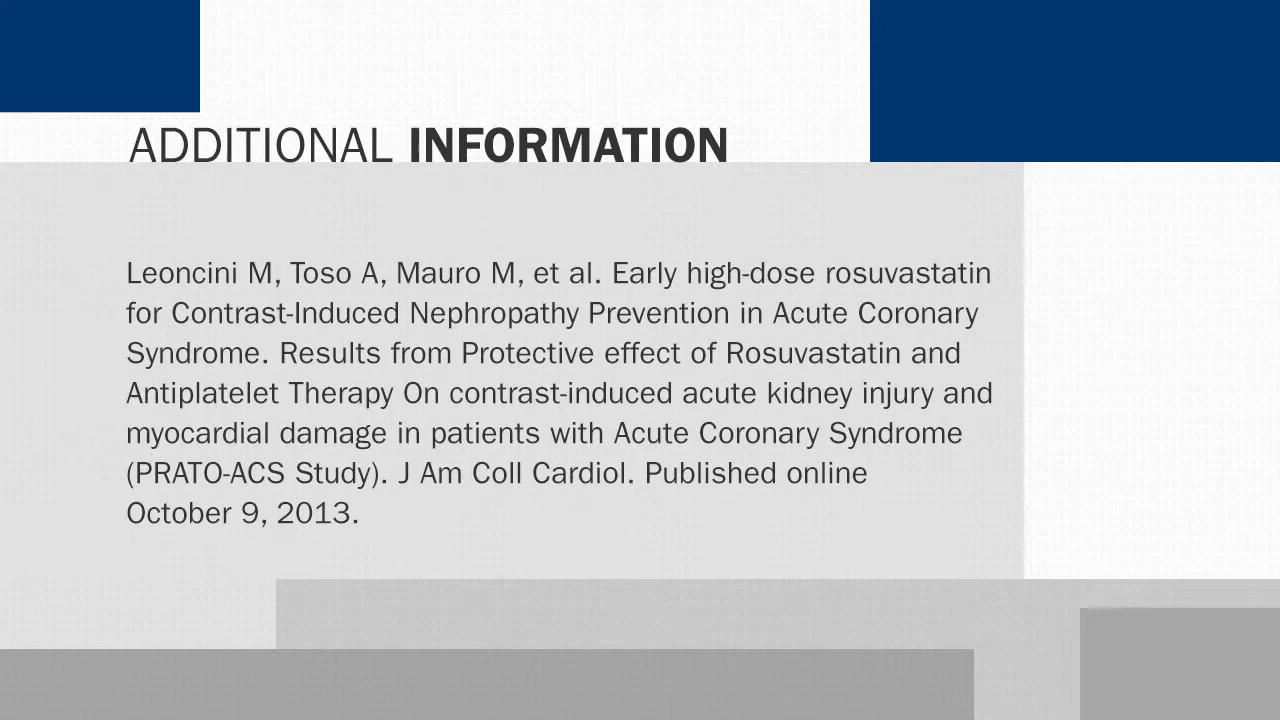 ADDITIONAL INFORMATION
Leoncini M, Toso A, Mauro M, et al. Early high-dose rosuvastatin
for Contrast-Induced Nephropathy Prevention in Acute Coronary
Syndrome. Results from Protective effect of Rosuvastatin and
Antiplatelet Therapy On contrast-induced acute kidney injury and
myocardial damage in patients with Acute Coronary Syndrome
(PRATO-ACS Study). J Am Coll Cardiol. Published online
October 9, 2013.